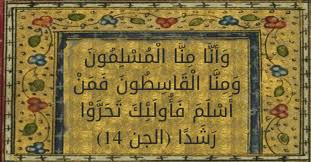 وَأَنَّا مِنَّا الْمُسْلِمُونَ
وَمِنَّا الْقَاسِطُونَ فَمَنْ
أَسْلَمَ فَأُولَئِكَ تَحَرَّوْا
رَشَدًا (الجن 14)